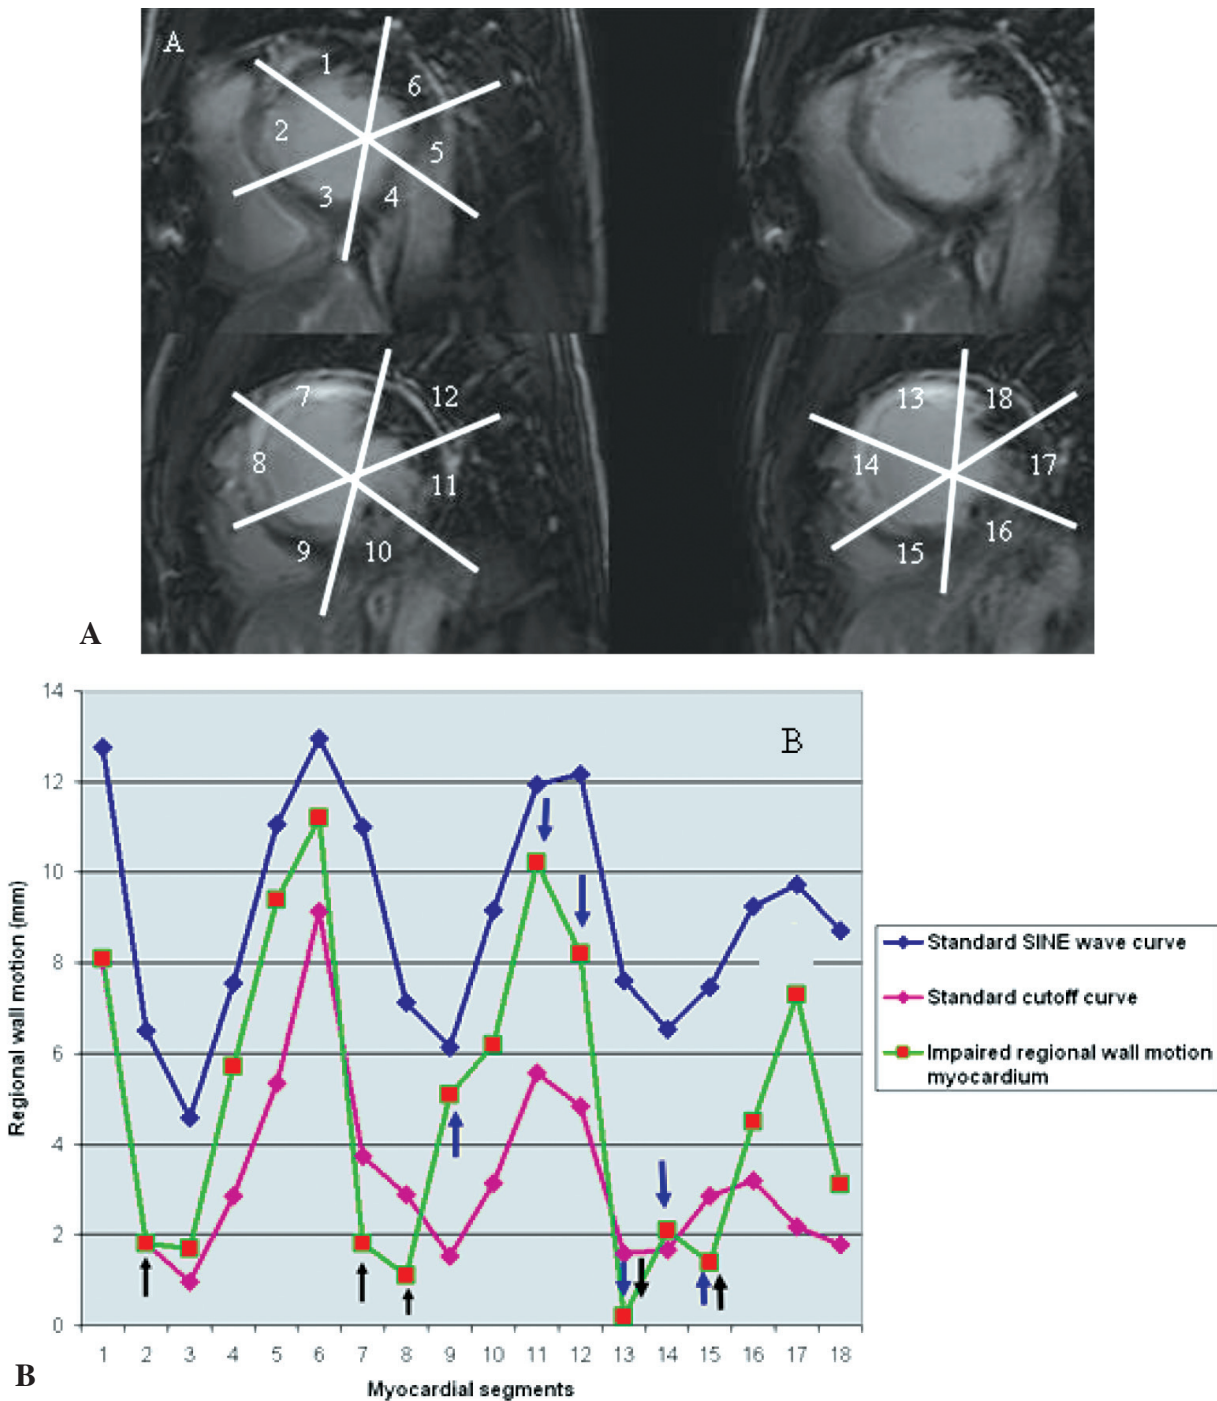 A
1
6
2
5
3
4
7
12
8
11
9
10
13
18
14
17
16
15
A
14
B
12
10
8
6
4
2
0
Regional wall motion (mm)
Standard SINE wave curve
Standard cutoff curve
Impaired regional wall motion
myocardium
1 2 3 4 5 6 7 8 9 10 11 12 13 14 15 16 17 18
Myocardial segments
B